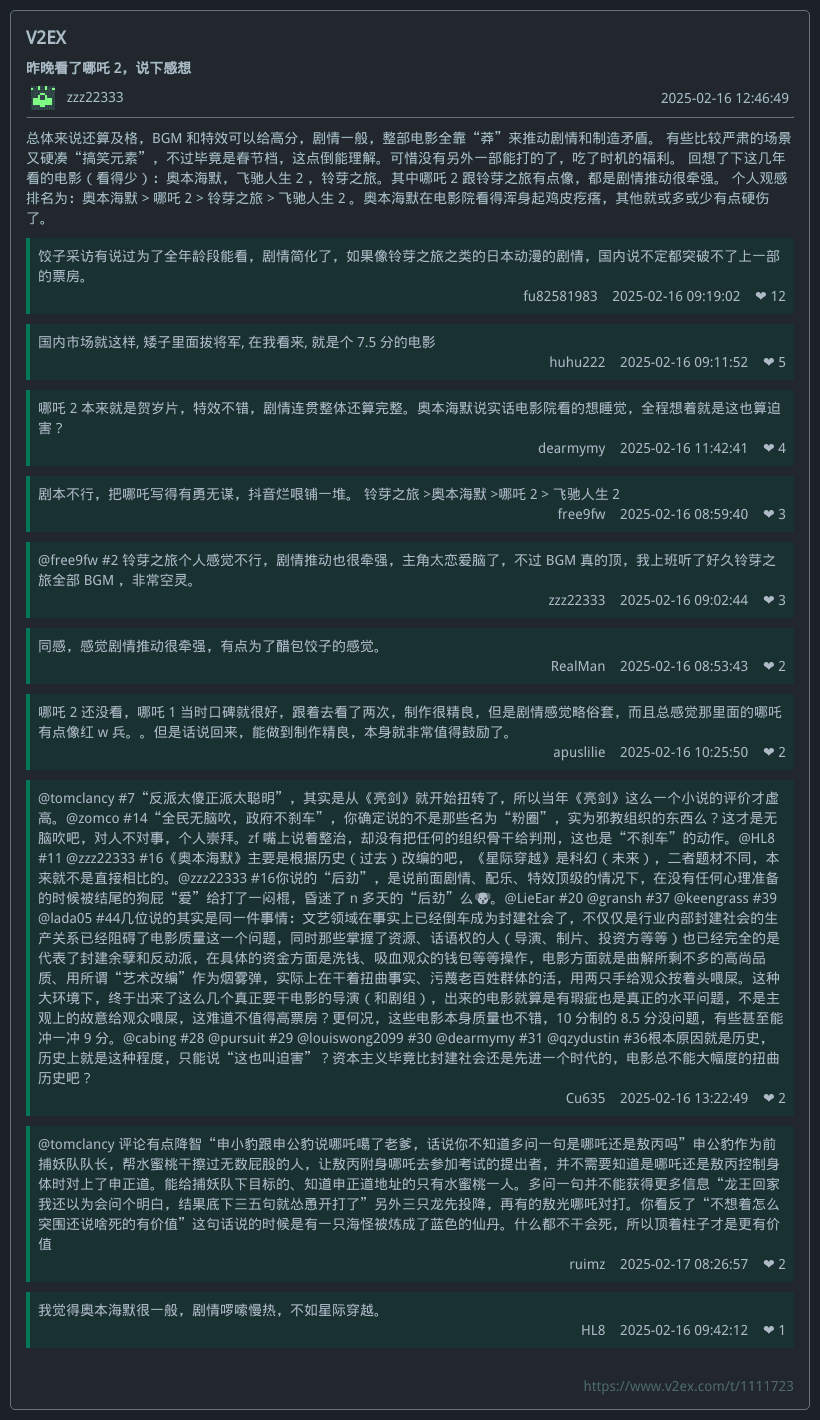 V2EX
昨晚看了哪吒 2，说下感想
zzz22333
2025-02-16 12:46:49
总体来说还算及格，BGM 和特效可以给高分，剧情一般，整部电影全靠“莽”来推动剧情和制造矛盾。 有些比较严肃的场景
又硬凑“搞笑元素”，不过毕竟是春节档，这点倒能理解。可惜没有另外一部能打的了，吃了时机的福利。 回想了下这几年
看的电影（看得少）：奥本海默，飞驰人生 2 ，铃芽之旅。其中哪吒 2 跟铃芽之旅有点像，都是剧情推动很牵强。 个人观感
排名为：奥本海默 > 哪吒 2 > 铃芽之旅 > 飞驰人生 2 。奥本海默在电影院看得浑身起鸡皮疙瘩，其他就或多或少有点硬伤
了。
饺子采访有说过为了全年龄段能看，剧情简化了，如果像铃芽之旅之类的日本动漫的剧情，国内说不定都突破不了上一部
的票房。
fu82581983 2025-02-16 09:19:02 ❤ 12
国内市场就这样, 矮子里面拔将军, 在我看来, 就是个 7.5 分的电影
huhu222 2025-02-16 09:11:52 ❤ 5
哪吒 2 本来就是贺岁片，特效不错，剧情连贯整体还算完整。奥本海默说实话电影院看的想睡觉，全程想着就是这也算迫
害？
dearmymy 2025-02-16 11:42:41 ❤ 4
剧本不行，把哪吒写得有勇无谋，抖音烂哏铺一堆。 铃芽之旅 >奥本海默 >哪吒 2 > 飞驰人生 2
free9fw 2025-02-16 08:59:40 ❤ 3
@free9fw #2 铃芽之旅个人感觉不行，剧情推动也很牵强，主角太恋爱脑了，不过 BGM 真的顶，我上班听了好久铃芽之
旅全部 BGM ，非常空灵。
zzz22333 2025-02-16 09:02:44 ❤ 3
同感，感觉剧情推动很牵强，有点为了醋包饺子的感觉。
RealMan 2025-02-16 08:53:43 ❤ 2
哪吒 2 还没看，哪吒 1 当时口碑就很好，跟着去看了两次，制作很精良，但是剧情感觉略俗套，而且总感觉那里面的哪吒
有点像红 w 兵。。但是话说回来，能做到制作精良，本身就非常值得鼓励了。
apuslilie 2025-02-16 10:25:50 ❤ 2
@tomclancy #7“反派太傻正派太聪明”，其实是从《亮剑》就开始扭转了，所以当年《亮剑》这么一个小说的评价才虚
高。@zomco #14“全民无脑吹，政府不刹车”，你确定说的不是那些名为“粉圈”，实为邪教组织的东西么？这才是无
脑吹吧，对人不对事，个人崇拜。zf 嘴上说着整治，却没有把任何的组织骨干给判刑，这也是“不刹车”的动作。@HL8
#11 @zzz22333 #16《奥本海默》主要是根据历史（过去）改编的吧，《星际穿越》是科幻（未来），二者题材不同，本
来就不是直接相比的。@zzz22333 #16你说的“后劲”，是说前面剧情、配乐、特效顶级的情况下，在没有任何心理准备
的时候被结尾的狗屁“爱”给打了一闷棍，昏迷了 n 多天的“后劲”么🐶。@LieEar #20 @gransh #37 @keengrass #39
@lada05 #44几位说的其实是同一件事情：文艺领域在事实上已经倒车成为封建社会了，不仅仅是行业内部封建社会的生
产关系已经阻碍了电影质量这一个问题，同时那些掌握了资源、话语权的人（导演、制片、投资方等等）也已经完全的是
代表了封建余孽和反动派，在具体的资金方面是洗钱、吸血观众的钱包等等操作，电影方面就是曲解所剩不多的高尚品
质、用所谓“艺术改编”作为烟雾弹，实际上在干着扭曲事实、污蔑老百姓群体的活，用两只手给观众按着头喂屎。这种
大环境下，终于出来了这么几个真正要干电影的导演（和剧组），出来的电影就算是有瑕疵也是真正的水平问题，不是主
观上的故意给观众喂屎，这难道不值得高票房？更何况，这些电影本身质量也不错，10 分制的 8.5 分没问题，有些甚至能
冲一冲 9 分。@cabing #28 @pursuit #29 @louiswong2099 #30 @dearmymy #31 @qzydustin #36根本原因就是历史，
历史上就是这种程度，只能说“这也叫迫害”？资本主义毕竟比封建社会还是先进一个时代的，电影总不能大幅度的扭曲
历史吧？
Cu635 2025-02-16 13:22:49 ❤ 2
@tomclancy 评论有点降智“申小豹跟申公豹说哪吒噶了老爹，话说你不知道多问一句是哪吒还是敖丙吗”申公豹作为前
捕妖队队长，帮水蜜桃干擦过无数屁股的人，让敖丙附身哪吒去参加考试的提出者，并不需要知道是哪吒还是敖丙控制身
体时对上了申正道。能给捕妖队下目标的、知道申正道地址的只有水蜜桃一人。多问一句并不能获得更多信息“龙王回家
我还以为会问个明白，结果底下三五句就怂恿开打了”另外三只龙先投降，再有的敖光哪吒对打。你看反了“不想着怎么
突围还说啥死的有价值”这句话说的时候是有一只海怪被炼成了蓝色的仙丹。什么都不干会死，所以顶着柱子才是更有价
值
ruimz 2025-02-17 08:26:57 ❤ 2
我觉得奥本海默很一般，剧情啰嗦慢热，不如星际穿越。
HL8 2025-02-16 09:42:12 ❤ 1
https://www.v2ex.com/t/1111723